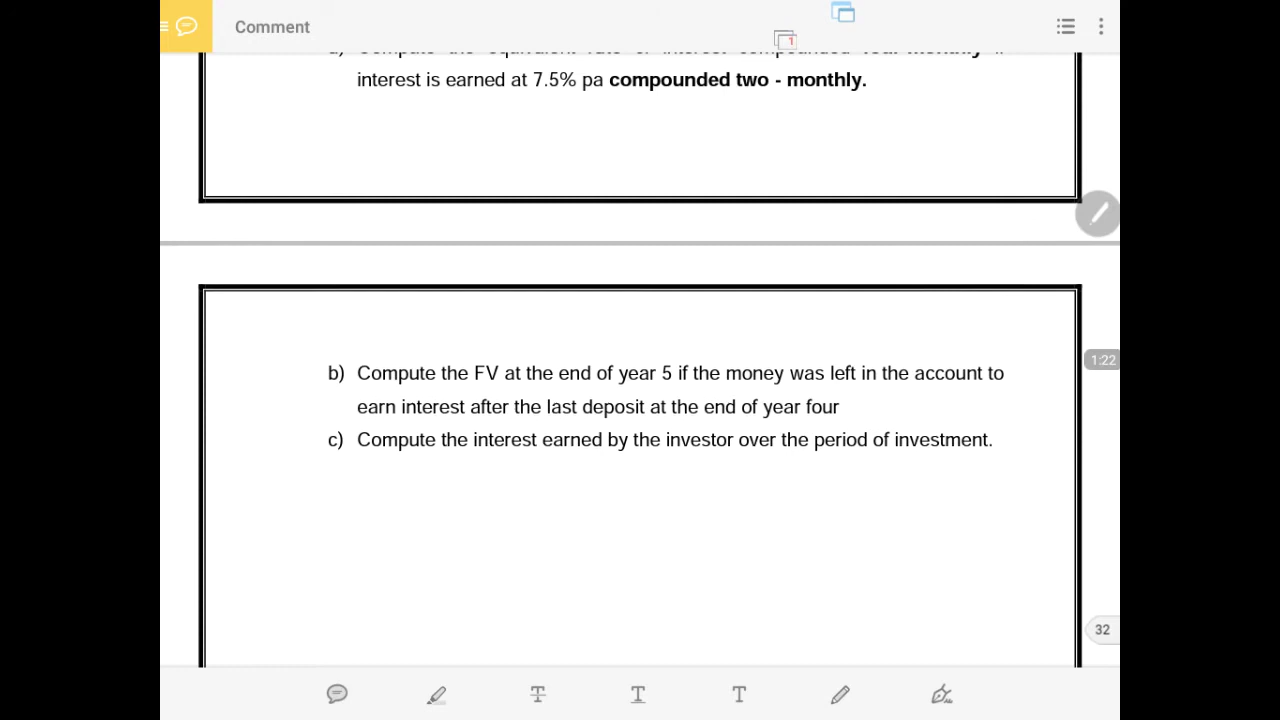 Comment
1
interest is earned at 7.5% pa compounded two - monthly.
1:22
b) Compute the FV at the end of year 5 if the money was left in the account to
earn interest after the last deposit at the end of year four
c) Compute the interest earned by the investor over the period of investment.
32
T
T
T